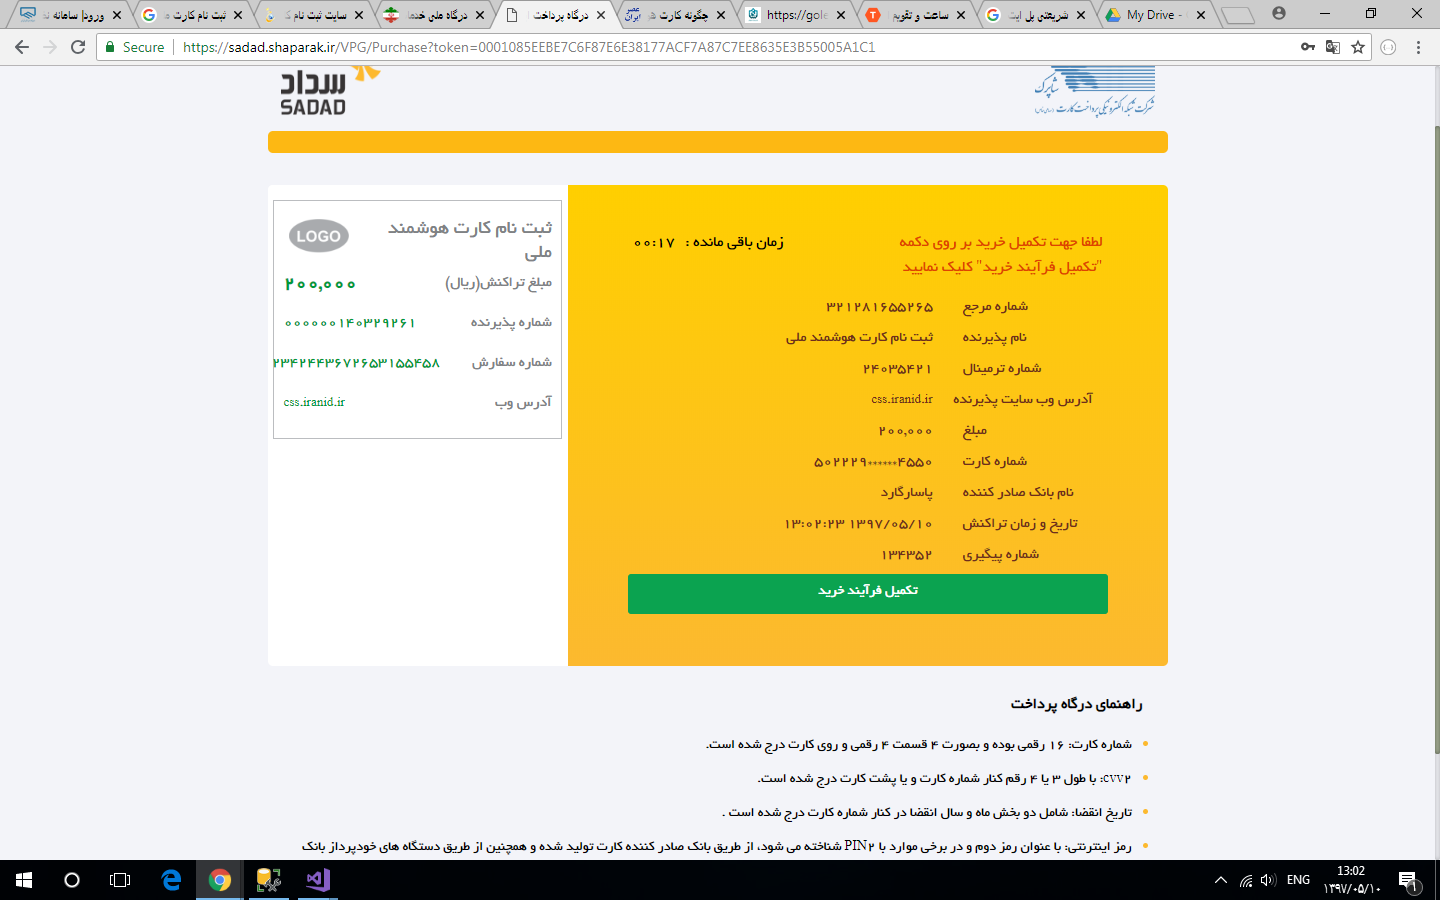 ورود| سامانه
ثبت نام کارت
سایت ثبت نام
درگاه ملی خدما
درگاه پرداخت
چگونه کارت
https://gole
ساعت و تقویم
شریعتی پل
My Drive -
Secure
https://sadad.shaparak.ir/VPG/Purchase?token=0001085EEBE7C6F87E6E38177ACF7A87C7EE8635E3B55005A1C1
سداد
SADAD
شاپرک
شرکت شبکه الکترونیکی پرداخت کارت
لطفا جهت تکمیل خرید بر روی دکمه
"تکمیل فرآیند خرید" کلیک نمایید
زمان باقی مانده : ۰۰:۱۷
شماره مرجع ۳۲۱۲۸۱۶۵۵۲۶۵
نام پذیرنده ثبت نام کارت هوشمند ملی
شماره ترمینال ۲۴۰۳۵۴۲۱
آدرس وب سایت پذیرنده css.iranid.ir
مبلغ ۲۰۰,۰۰۰
شماره کارت ۵۰۲۲۲۹******۴۵۵۰
نام بانک صادر کننده پاسارگارد
تاریخ و زمان تراکنش ۱۳۹۷/۰۵/۱۰ ۱۳:۰۲:۲۳
شماره پیگیری ۱۳۴۳۵۲
تکمیل فرآیند خرید
LOGO
ثبت نام کارت هوشمند
ملی
مبلغ تراکنش(ریال) ۲۰۰,۰۰۰
شماره پذیرنده ۰۰۰۰۰۰۱۴۰۳۲۹۲۶۱
شماره سفارش ۲۳۴۲۴۴۳۶۷۲۶۵۳۱۵۵۴۵۸
آدرس وب css.iranid.ir
راهنمای درگاه پرداخت
شماره کارت: ۱۶ رقمی بوده و بصورت ۴ قسمت ۴ رقمی و روی کارت درج شده است.
cvv۲: با طول ۳ یا ۴ رقم کنار شماره کارت و یا پشت کارت درج شده است.
تاریخ انقضا: شامل دو بخش ماه و سال انقضا در کنار شماره کارت درج شده است .
رمز اینترنتی: با عنوان رمز دوم و در برخی موارد با PIN۲ شناخته می شود، از طریق بانک صادر کننده کارت تولید شده و همچنین از طریق دستگاه های خودپرداز بانک
ENG
13:02
۱۳۹۷/۰۵/۱۰
1